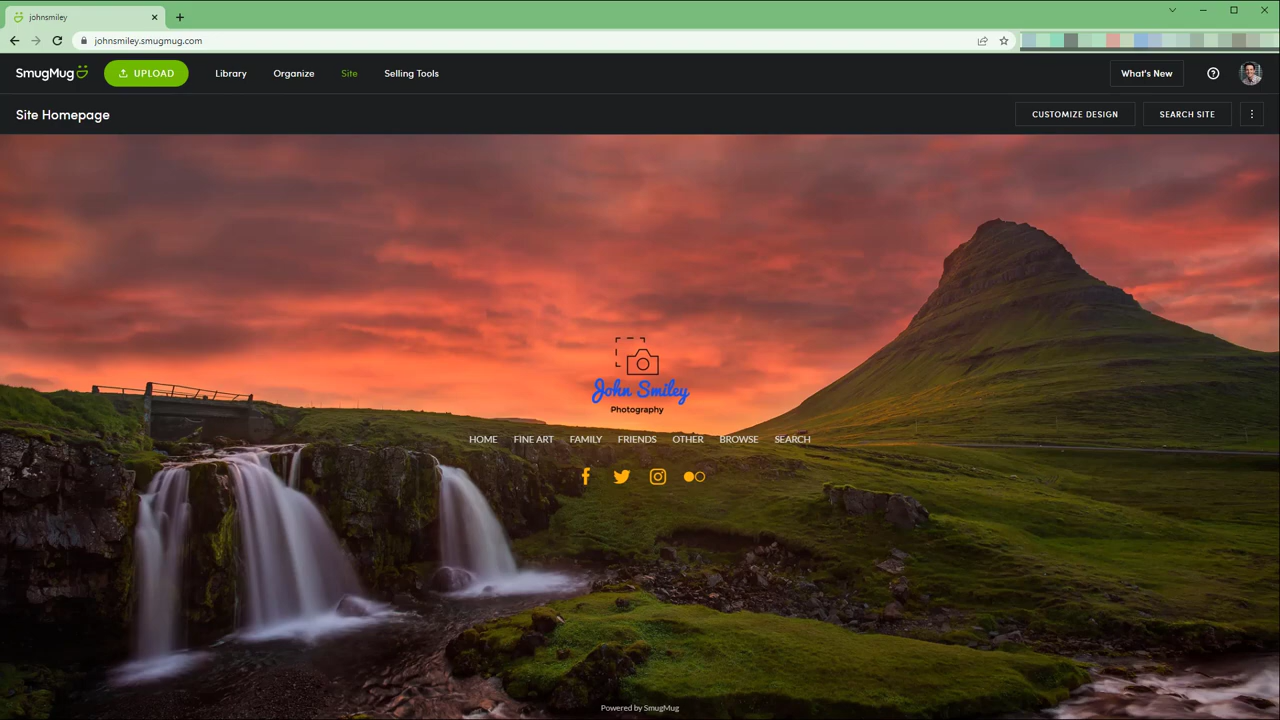 johnsmiley
johnsmiley.smugmug.com
SmugMug UPLOAD Library Organize Site Selling Tools What's New
Site Homepage CUSTOMIZE DESIGN SEARCH SITE
John Smiley
Photography
HOME FINE ART FAMILY FRIENDS OTHER BROWSE SEARCH
Powered by SmugMug